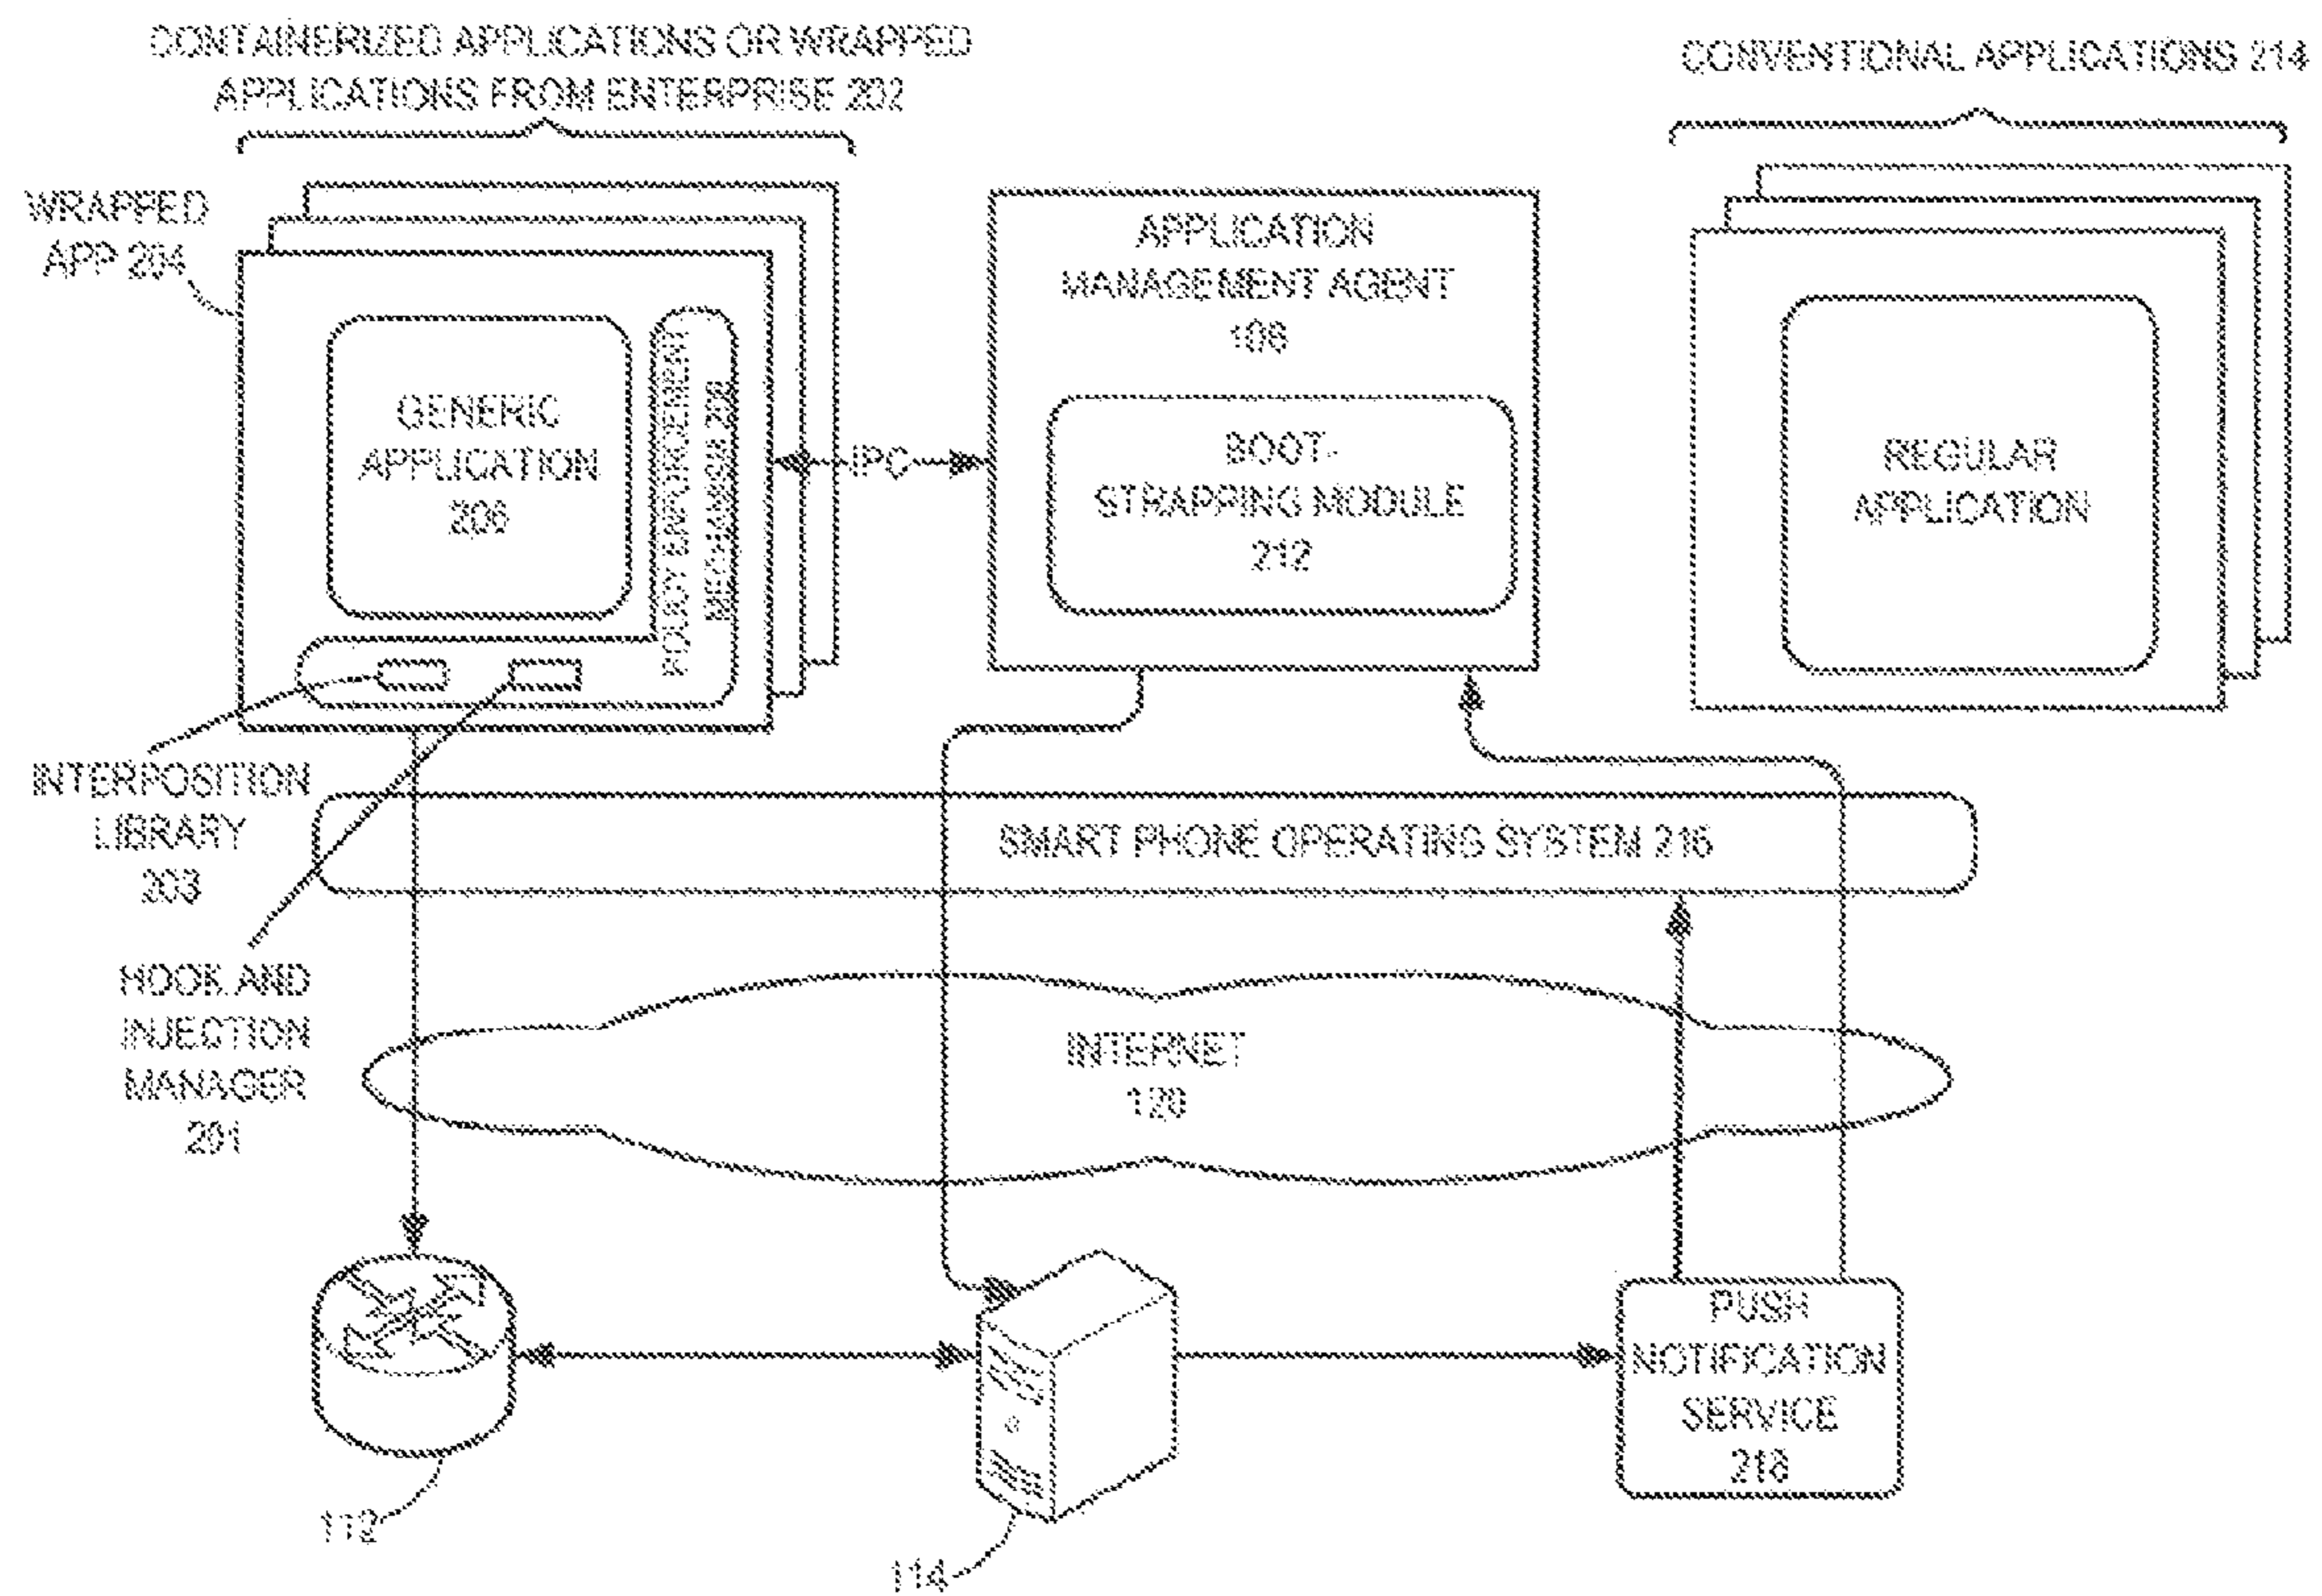 CONTAINERIZED APPLICATIONS OR WRAPPED
APPLICATIONS FROM ENTERPRISE 202
CONVENTIONAL APPLICATIONS 214
WRAPPED
APP 204
GENERIC
APPLICATION
206
POLICY ENFORCEMENT
MECHANISM 208
IPC
APPLICATION
MANAGEMENT AGENT
106
BOOT-
STRAPPING MODULE
212
REGULAR
APPLICATION
INTERPOSITION
LIBRARY
203
HOOK AND
INJECTION
MANAGER
201
SMART PHONE OPERATING SYSTEM 216
INTERNET
120
PUSH
NOTIFICATION
SERVICE
218
112
114